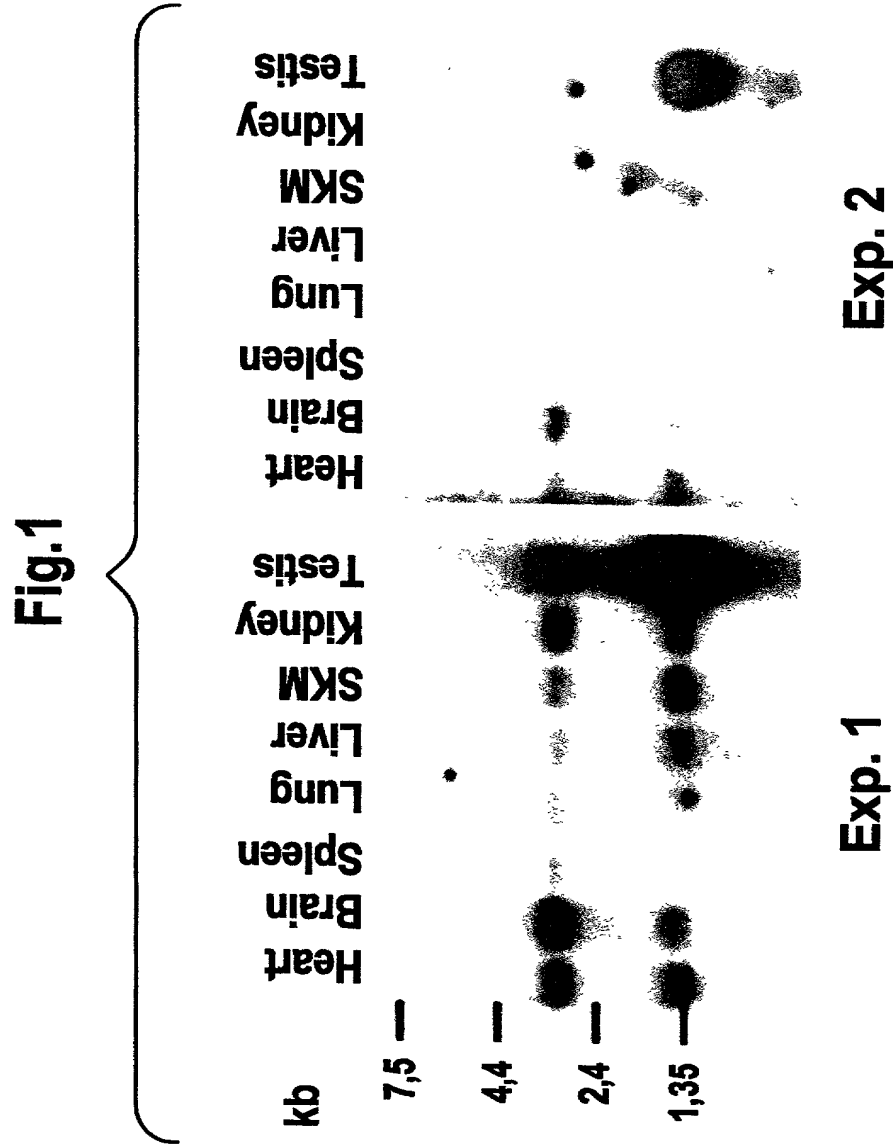 Fig.1
Heart
Brain
Spleen
Lung
Liver
SKM
Kidney
Testis
Heart
Brain
Spleen
Lung
Liver
SKM
Kidney
Testis
kb
7,5
4,4
2,4
1,35
Exp. 1
Exp. 2